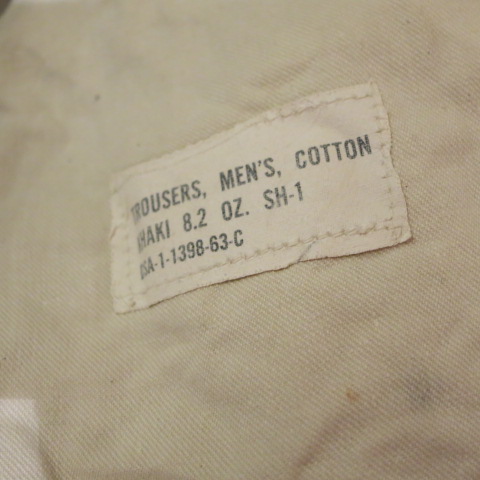 TROUSERS, MEN'S, COTTON
KHAKI 8.2 OZ. SH-1
DSA-1-1398-63-C